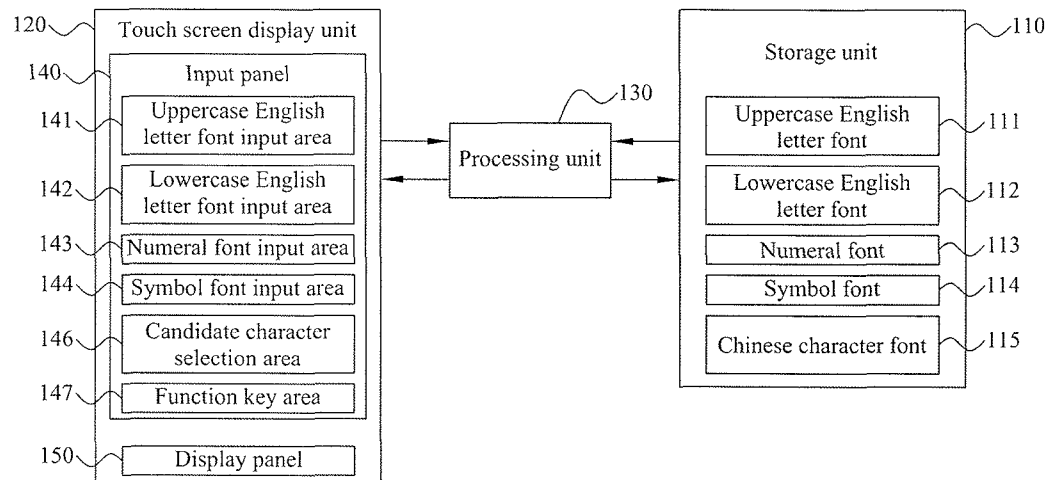 120
Touch screen display unit
140
Input panel
141
Uppercase English
letter font input area
142
Lowercase English
letter font input area
143
Numeral font input area
144
Symbol font input area
146
Candidate character
selection area
147
Function key area
150
Display panel
130
Processing unit
110
Storage unit
Uppercase English
letter font
111
Lowercase English
letter font
112
Numeral font
113
Symbol font
114
Chinese character font
115